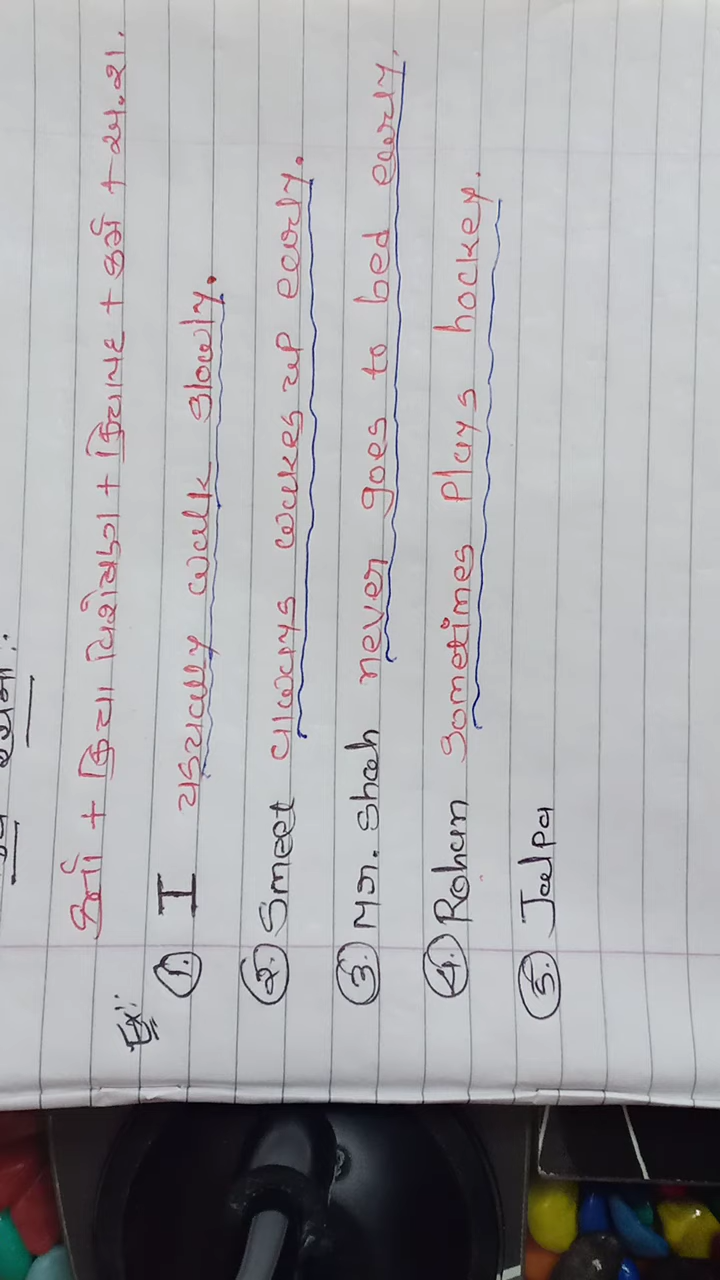 રચના :
કર્તા + ક્રિયા વિશેષણ + ક્રિયાપદ + કર્મ + અ.શ.
Ex:
1. I usually walk slowly.
2. Smeet always wakes up early.
3. Mr. Shah never goes to bed early.
4. Rohan sometimes plays hockey.
5. Jalpa